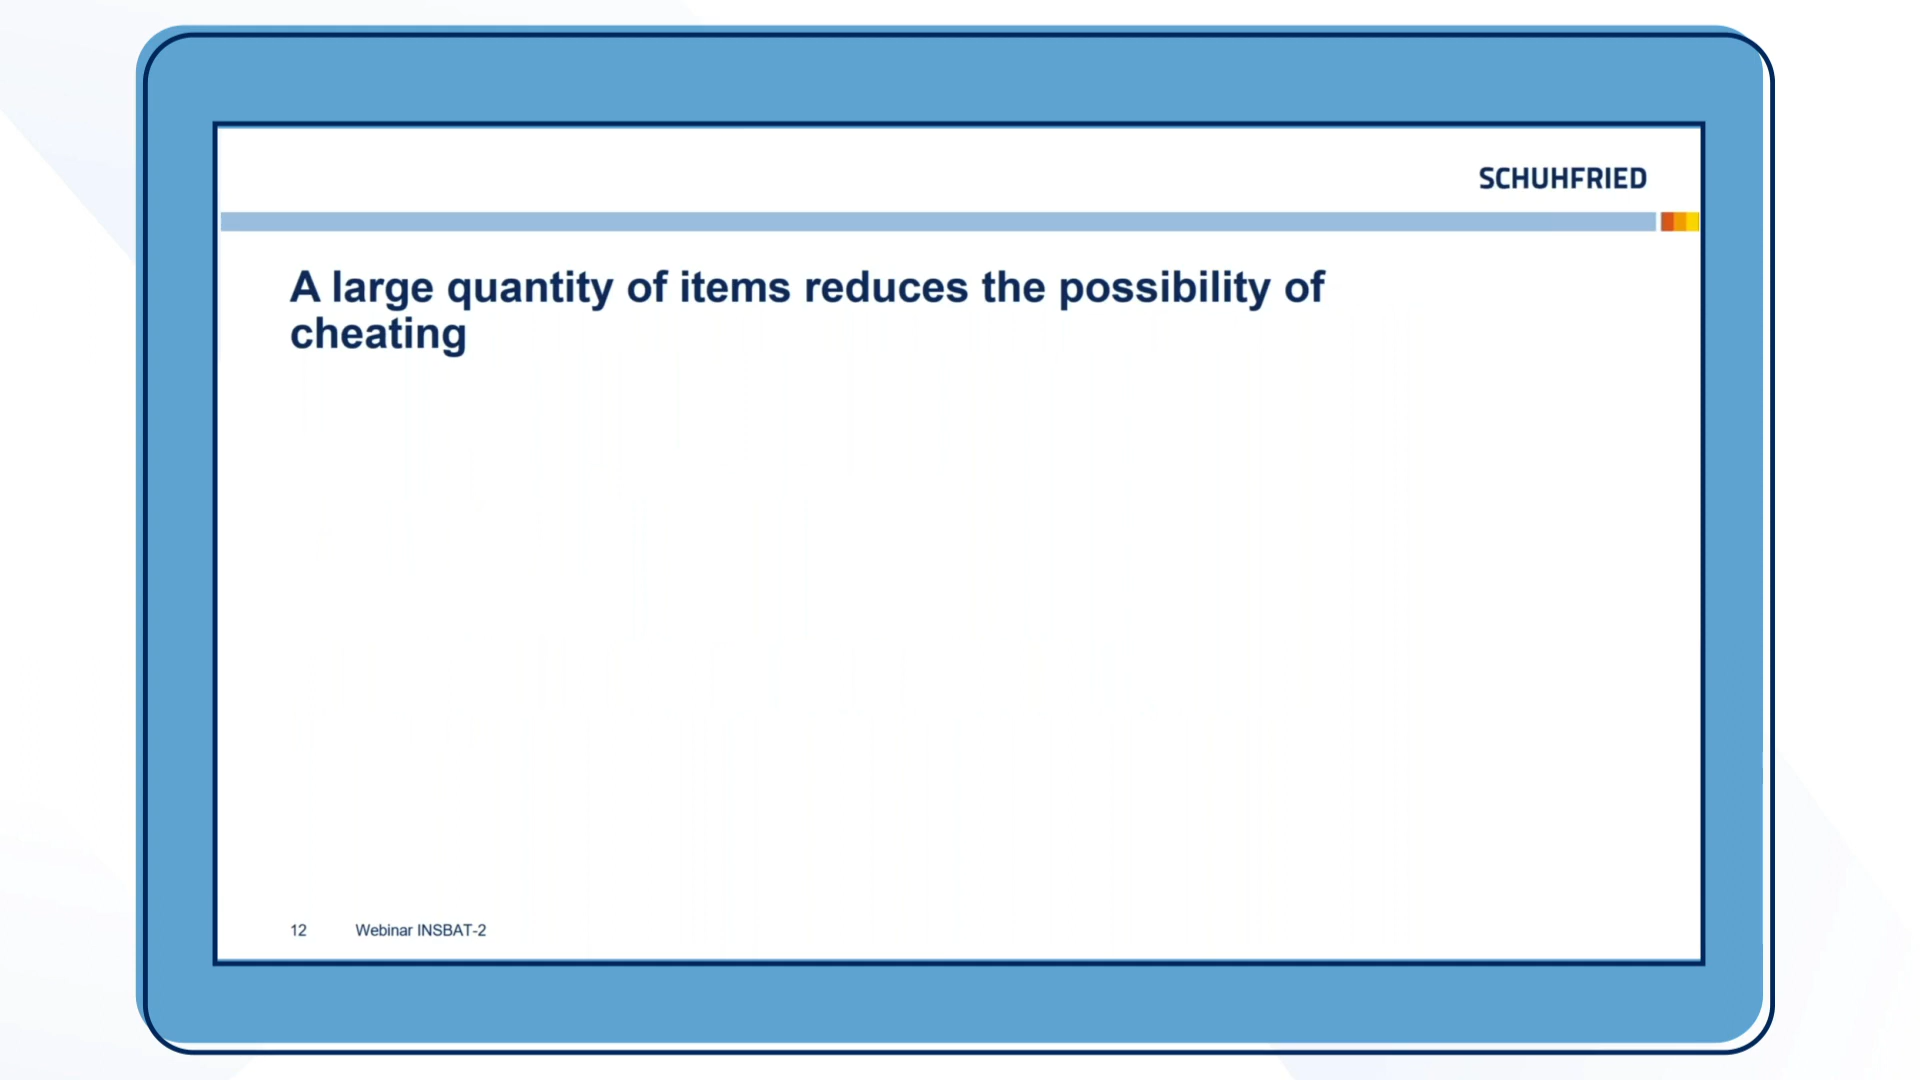 SCHUHFRIED
A large quantity of items reduces the possibility of
cheating
12 Webinar INSBAT-2